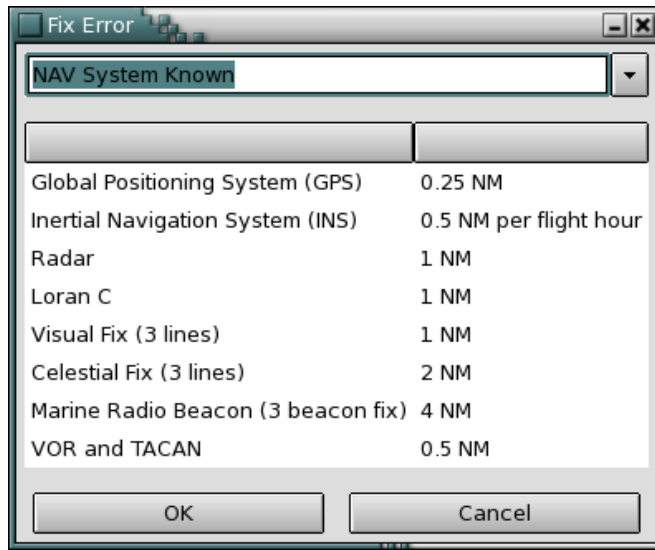 Fix Error
NAV System Known
Global Positioning System (GPS) 0.25 NM
Inertial Navigation System (INS) 0.5 NM per flight hour
Radar 1 NM
Loran C 1 NM
Visual Fix (3 lines) 1 NM
Celestial Fix (3 lines) 2 NM
Marine Radio Beacon (3 beacon fix) 4 NM
VOR and TACAN 0.5 NM
OK Cancel